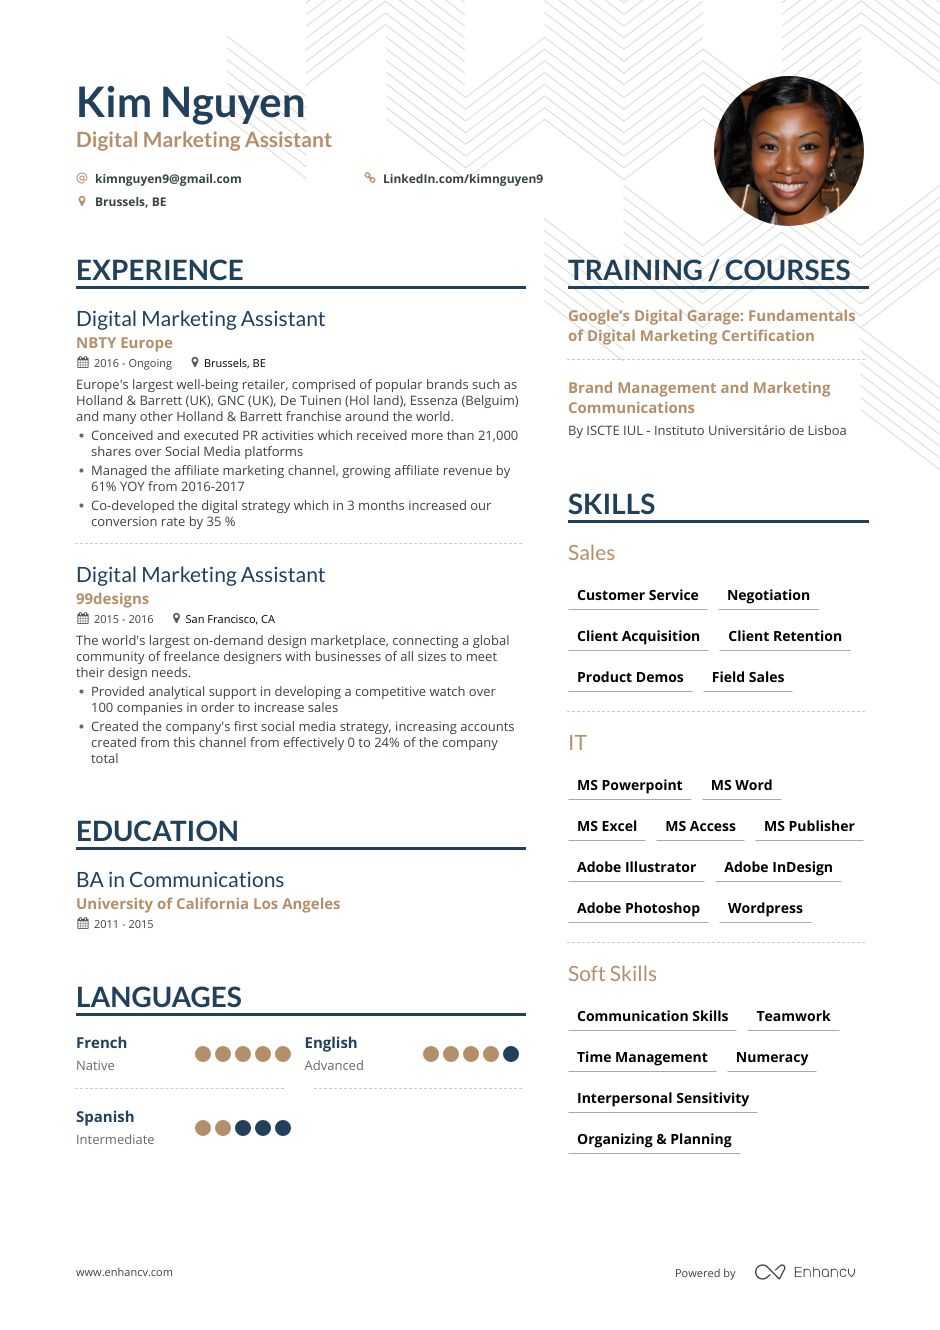 Kim Nguyen
Digital Marketing Assistant
kimnguyen9@gmail.com
LinkedIn.com/kimnguyen9
Brussels, BE
EXPERIENCE
Digital Marketing Assistant
NBTY Europe
2016 - Ongoing
Brussels, BE
Europe's largest well-being retailer, comprised of popular brands such as
Holland & Barrett (UK), GNC (UK), De Tuinen (Hol land), Essenza (Belguim)
and many other Holland & Barrett franchise around the world.
• Conceived and executed PR activities which received more than 21,000
shares over Social Media platforms
• Managed the affiliate marketing channel, growing affiliate revenue by
61% YOY from 2016-2017
• Co-developed the digital strategy which in 3 months increased our
conversion rate by 35 %
Digital Marketing Assistant
99designs
2015 - 2016
San Francisco, CA
The world's largest on-demand design marketplace, connecting a global
community of freelance designers with businesses of all sizes to meet
their design needs.
• Provided analytical support in developing a competitive watch over
100 companies in order to increase sales
• Created the company's first social media strategy, increasing accounts
created from this channel from effectively 0 to 24% of the company
total
EDUCATION
BA in Communications
University of California Los Angeles
2011 - 2015
LANGUAGES
French
Native
English
Advanced
Spanish
Intermediate
TRAINING / COURSES
Google's Digital Garage: Fundamentals
of Digital Marketing Certification
Brand Management and Marketing
Communications
By ISCTE IUL - Instituto Universitário de Lisboa
SKILLS
Sales
Customer Service Negotiation
Client Acquisition Client Retention
Product Demos Field Sales
IT
MS Powerpoint MS Word
MS Excel MS Access MS Publisher
Adobe Illustrator Adobe InDesign
Adobe Photoshop Wordpress
Soft Skills
Communication Skills Teamwork
Time Management Numeracy
Interpersonal Sensitivity
Organizing & Planning
www.enhancv.com
Powered by Enhancv